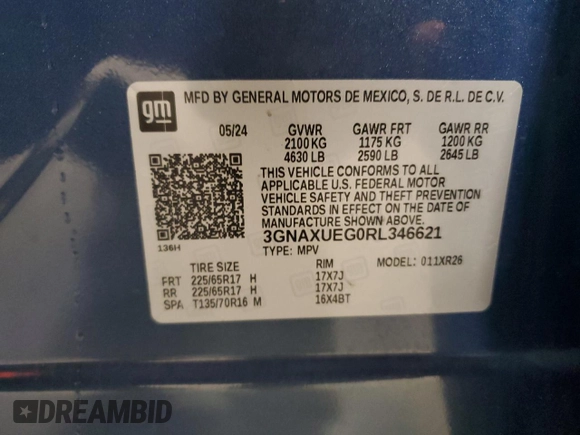 gm
MFD BY GENERAL MOTORS DE MEXICO, S. DE R.L. DE C.V.
05/24 GVWR GAWR FRT GAWR RR
2100 KG 1175 KG 1200 KG
4630 LB 2590 LB 2645 LB
THIS VEHICLE CONFORMS TO ALL
APPLICABLE U.S. FEDERAL MOTOR
VEHICLE SAFETY AND THEFT PREVENTION
STANDARDS IN EFFECT ON THE DATE OF
MANUFACTURE SHOWN ABOVE.
136H
3GNAXUEG0RL346621
TYPE: MPV MODEL: 011XR26
TIRE SIZE RIM
FRT 225/65R17 H 17X7J
RR 225/65R17 H 17X7J
SPA T135/70R16 M 16X4BT
DREAMBID